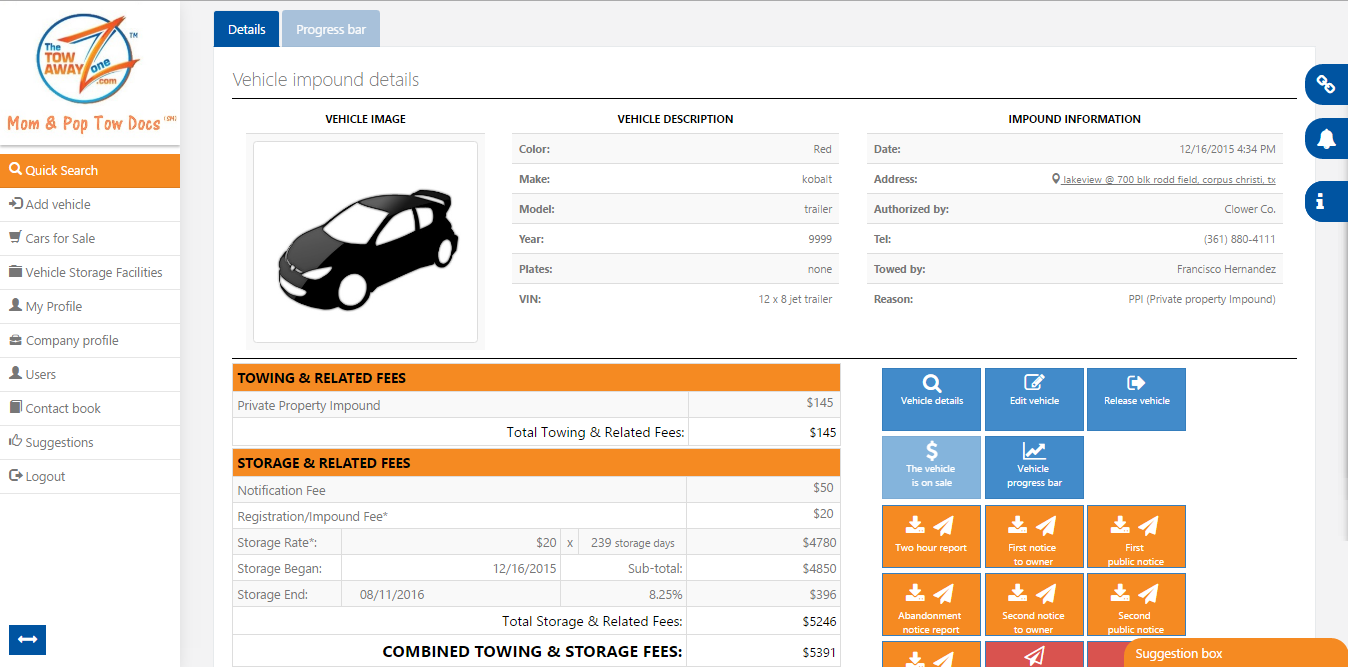 The
TOW
AWAY
one
.com
TM
Mom & Pop Tow Docs (SM)
Quick Search
Add vehicle
Cars for Sale
Vehicle Storage Facilities
My Profile
Company profile
Users
Contact book
Suggestions
Logout
Details
Progress bar
Vehicle impound details
VEHICLE IMAGE
VEHICLE DESCRIPTION
Color: Red
Make: kobalt
Model: trailer
Year: 9999
Plates: none
VIN: 12 x 8 jet trailer
IMPOUND INFORMATION
Date: 12/16/2015 4:34 PM
Address: lakeview @ 700 blk rodd field, corpus christi, tx
Authorized by: Clower Co.
Tel: (361) 880-4111
Towed by: Francisco Hernandez
Reason: PPI (Private property Impound)
TOWING & RELATED FEES
Private Property Impound $145
Total Towing & Related Fees: $145
STORAGE & RELATED FEES
Notification Fee $50
Registration/Impound Fee* $20
Storage Rate*: $20 x 239 storage days $4780
Storage Began: 12/16/2015 Sub-total: $4850
Storage End: 08/11/2016 8.25% $396
Total Storage & Related Fees: $5246
COMBINED TOWING & STORAGE FEES: $5391
Vehicle details
Edit vehicle
Release vehicle
The vehicle
is on sale
Vehicle
progress bar
Two hour report
First notice
to owner
First
public notice
Abandonment
notice report
Second notice
to owner
Second
public notice
Suggestion box